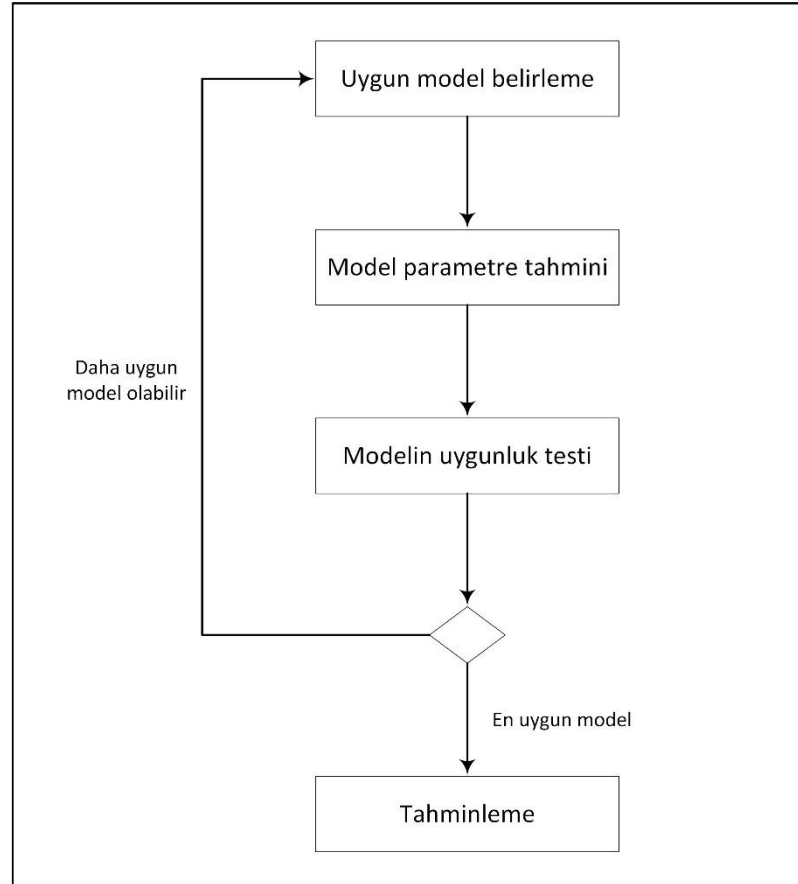 Uygun model belirleme
Model parametre tahmini
Daha uygun
model olabilir
Modelin uygunluk testi
En uygun model
Tahminleme